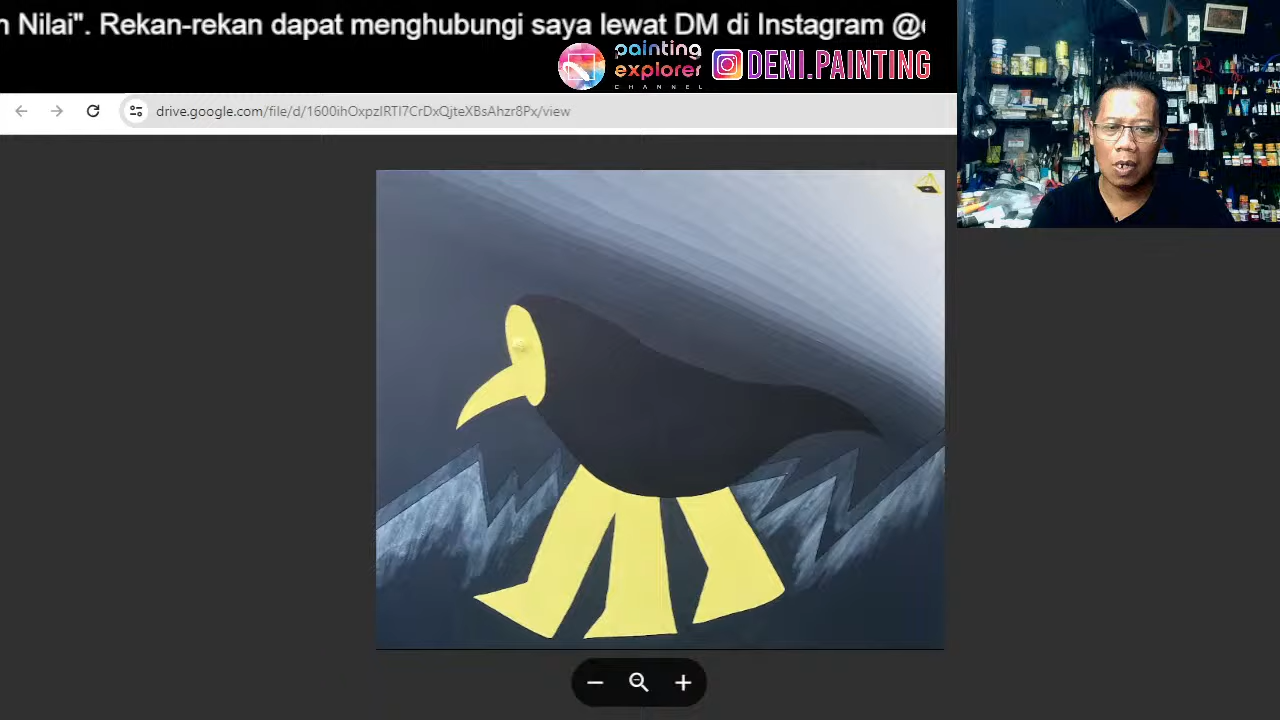 n Nilai". Rekan-rekan dapat menghubungi saya lewat DM di Instagram @
painting
explorer
CHANNEL
DENI.PAINTING
drive.google.com/file/d/1600ihOxpzlRTl7CrDxQjteXBsAhzr8Px/view